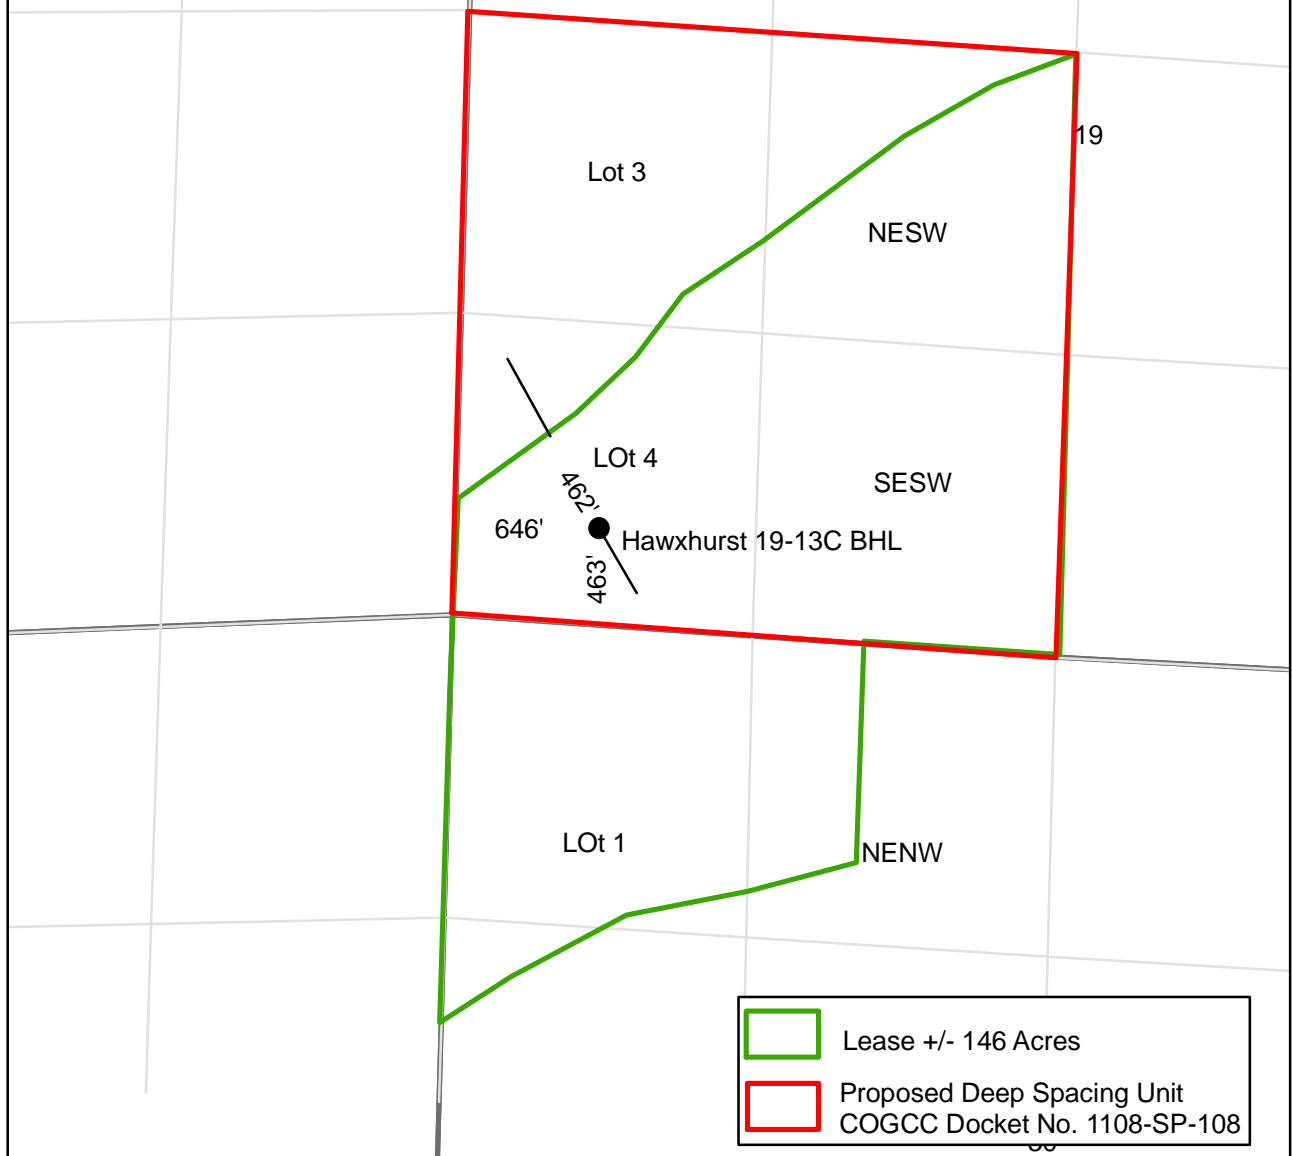 19
Lot 3
NESW
LOt 4
SESW
462'
646'
Hawxhurst 19-13C BHL
463'
LOt 1
NENW
Lease +/- 146 Acres
Proposed Deep Spacing Unit
COGCC Docket No. 1108-SP-108